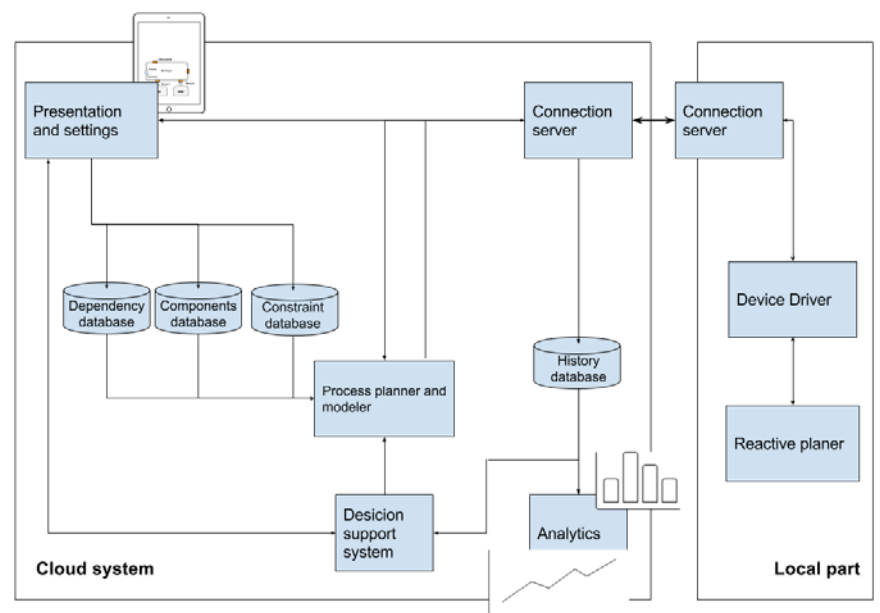 Presentation
and settings
Connection
server
Connection
server
Dependency
database
Components
database
Constraint
database
Device Driver
History
database
Process planner and
modeler
Reactive planer
Desicion
support
system
Analytics
Cloud system
Local part